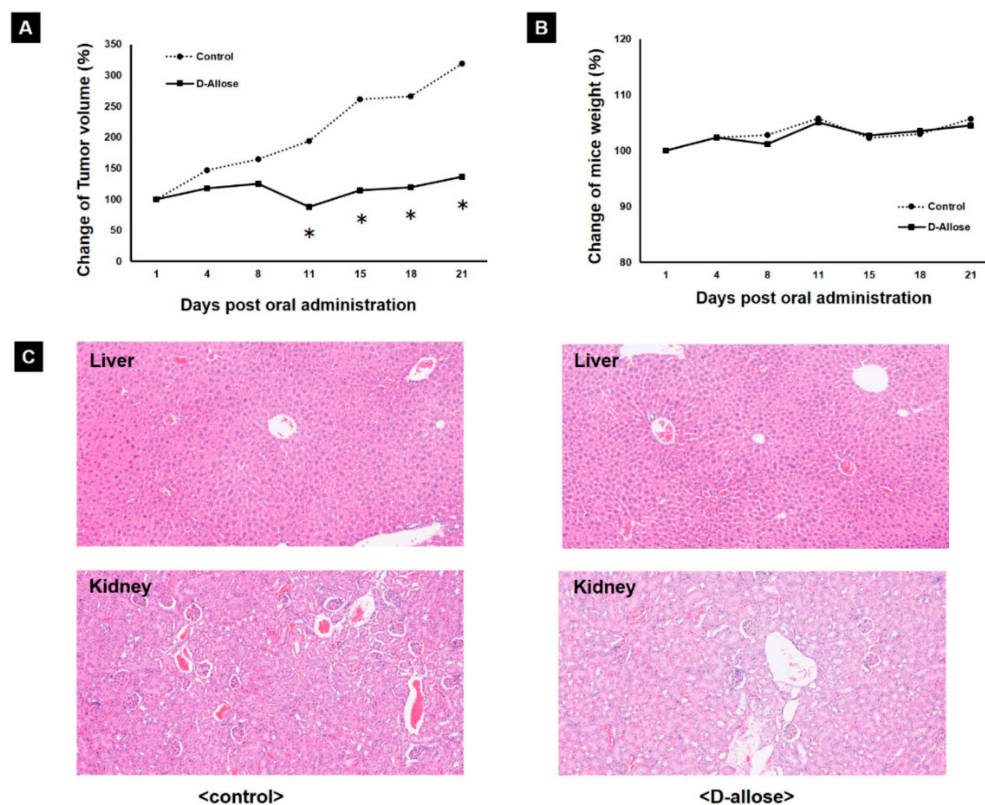 A
Change of Tumor volume (%)
350
300
250
200
150
100
50
0
Control
D-Allose
*
*
*
*
1 4 8 11 15 18 21
Days post oral administration
B
Change of mice weight (%)
120
110
100
90
80
Control
D-Allose
1 4 8 11 15 18 21
Days post oral administration
C
Liver
Liver
Kidney
Kidney
<control>
<D-allose>